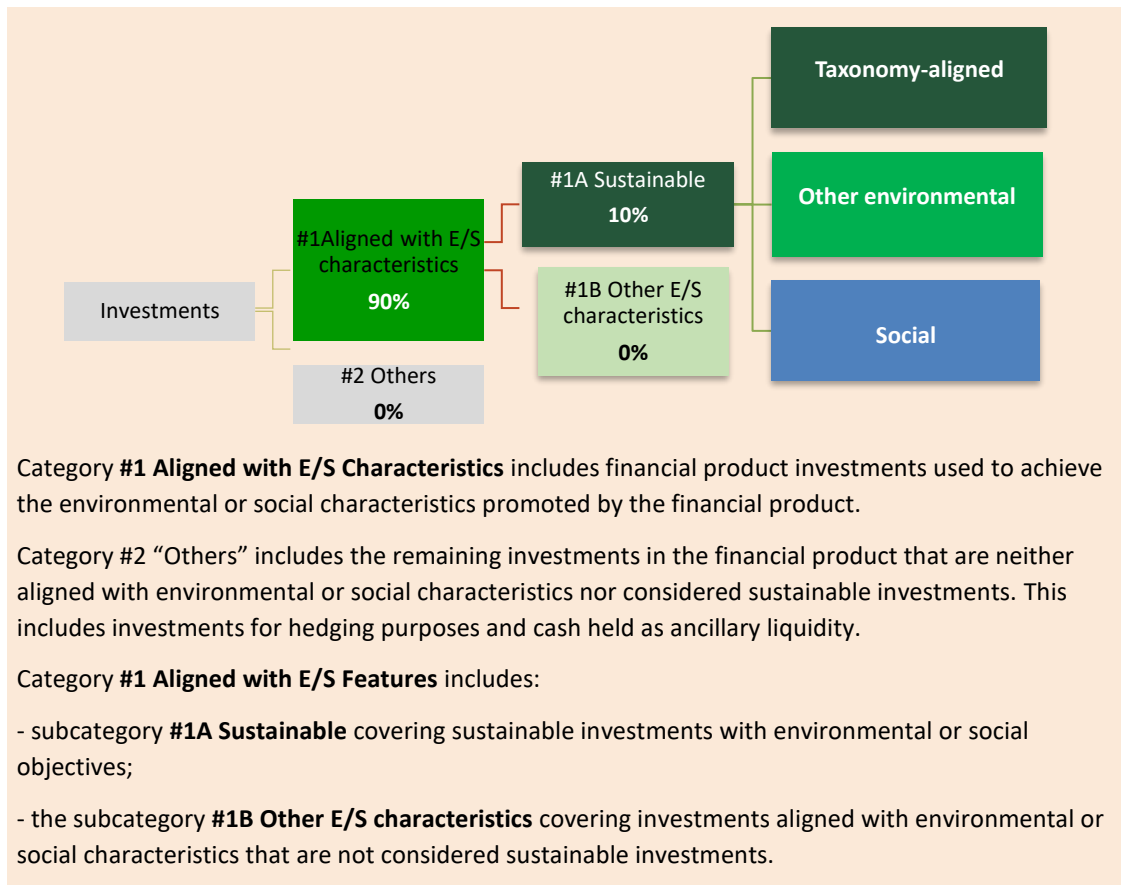 Taxonomy-aligned
#1A Sustainable
10%
Other environmental
#1Aligned with E/S
characteristics
90%
#1B Other E/S
characteristics
0%
Investments
Social
#2 Others
0%
Category #1 Aligned with E/S Characteristics includes financial product investments used to achieve
the environmental or social characteristics promoted by the financial product.
Category #2 “Others” includes the remaining investments in the financial product that are neither
aligned with environmental or social characteristics nor considered sustainable investments. This
includes investments for hedging purposes and cash held as ancillary liquidity.
Category #1 Aligned with E/S Features includes:
- subcategory #1A Sustainable covering sustainable investments with environmental or social
objectives;
- the subcategory #1B Other E/S characteristics covering investments aligned with environmental or
social characteristics that are not considered sustainable investments.